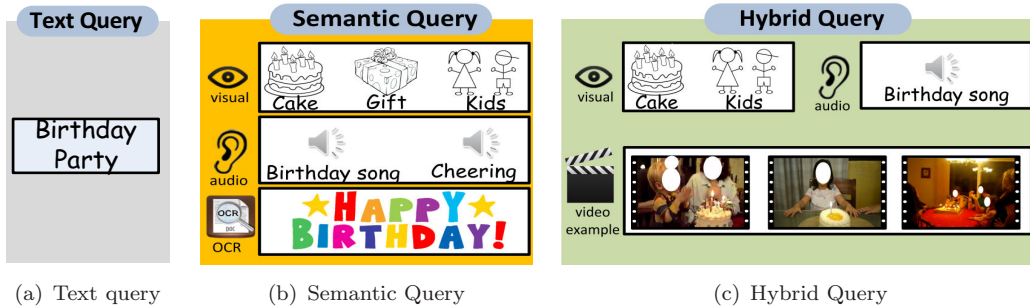 Text Query
Birthday
Party
(a) Text query
Semantic Query
visual
Cake
Gift
Kids
audio
Birthday song
Cheering
OCR
DOC
OCR
HAPPY
BIRTHDAY!
(b) Semantic Query
Hybrid Query
visual
Cake
Kids
audio
Birthday song
video
example
(c) Hybrid Query